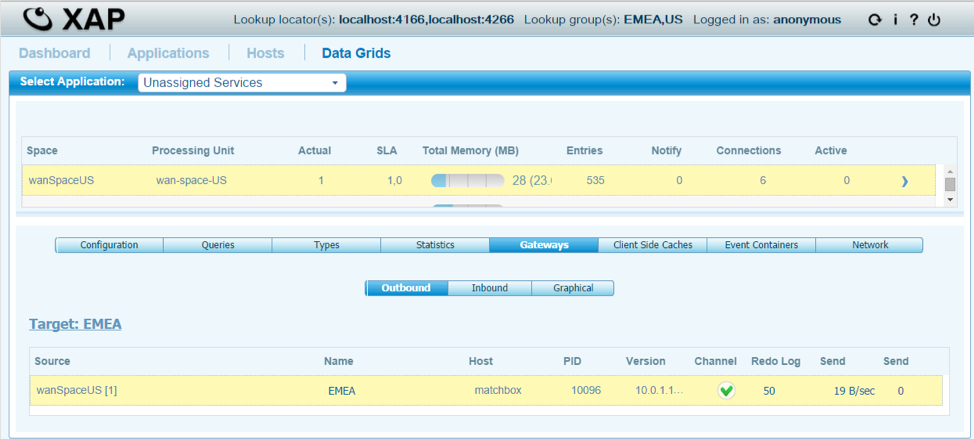 XAP Lookup locator(s): localhost:4166,localhost:4266 Lookup group(s): EMEA,US Logged in as: anonymous
Dashboard Applications Hosts Data Grids
Select Application: Unassigned Services
Space Processing Unit Actual SLA Total Memory (MB) Entries Notify Connections Active
wanSpaceUS wan-space-US 1 1,0 28 (23. 535 0 6 0
Configuration Queries Types Statistics Gateways Client Side Caches Event Containers Network
Outbound Inbound Graphical
Target: EMEA
Source Name Host PID Version Channel Redo Log Send Send
wanSpaceUS [1] EMEA matchbox 10096 10.0.1.1... 50 19 B/sec 0